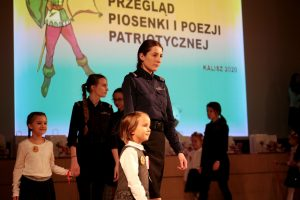 PRZEGLĄD
PIOSENKI I POEZJI
PATRIOTYCZNEJ
KALISZ 2020